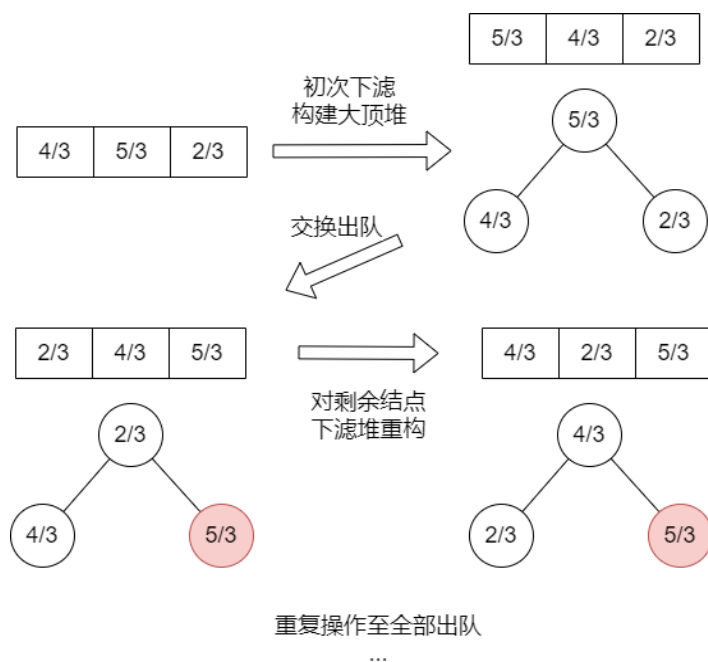 5/3 4/3 2/3
初次下滤
构建大顶堆
5/3
4/3 5/3 2/3
4/3 2/3
交换出队
2/3 4/3 5/3
4/3 2/3 5/3
对剩余结点
下滤堆重构
2/3
4/3
4/3 5/3
2/3 5/3
重复操作至全部出队
...